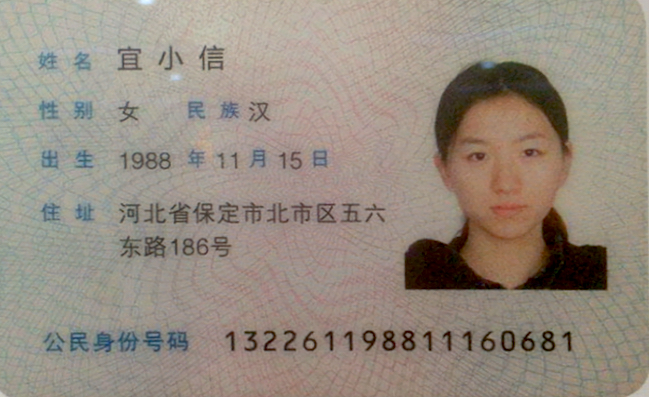 姓名 宜小信
性别 女 民族 汉
出生 1988 年 11 月 15 日
住址 河北省保定市北市区五六
东路186号
公民身份号码 132261198811160681